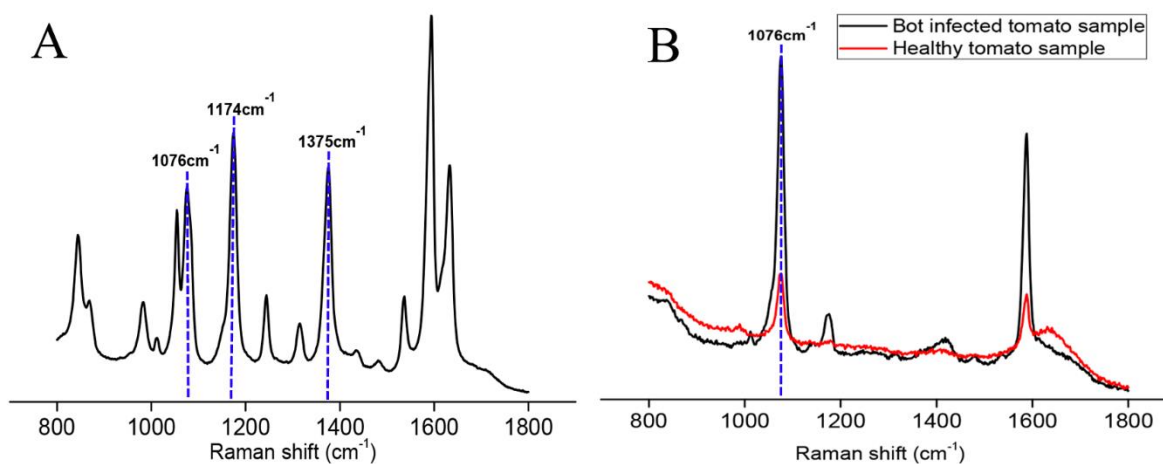 A
1076cm-1
1174cm-1
1375cm-1
800 1000 1200 1400 1600 1800
Raman shift (cm-1)
B
1076cm-1
Bot infected tomato sample
Healthy tomato sample
800 1000 1200 1400 1600 1800
Raman shift (cm-1)